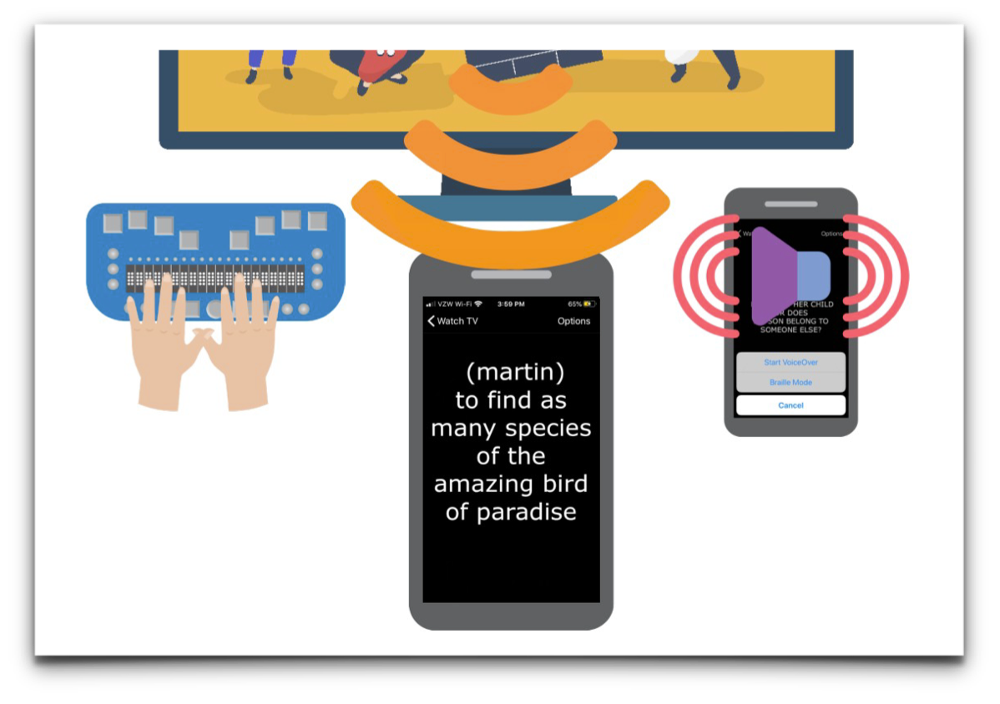 VZW Wi-Fi 3:59 PM 65%
Watch TV Options
(martin)
to find as
many species
of the
amazing bird
of paradise
Options
HER CHILD
DOES
BELONG TO
SOMEONE ELSE?
Start VoiceOver
Braille Mode
Cancel